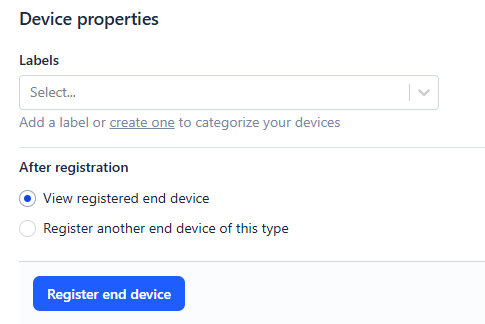 Device properties
Labels
Select...
Add a label or create one to categorize your devices
After registration
View registered end device
Register another end device of this type
Register end device